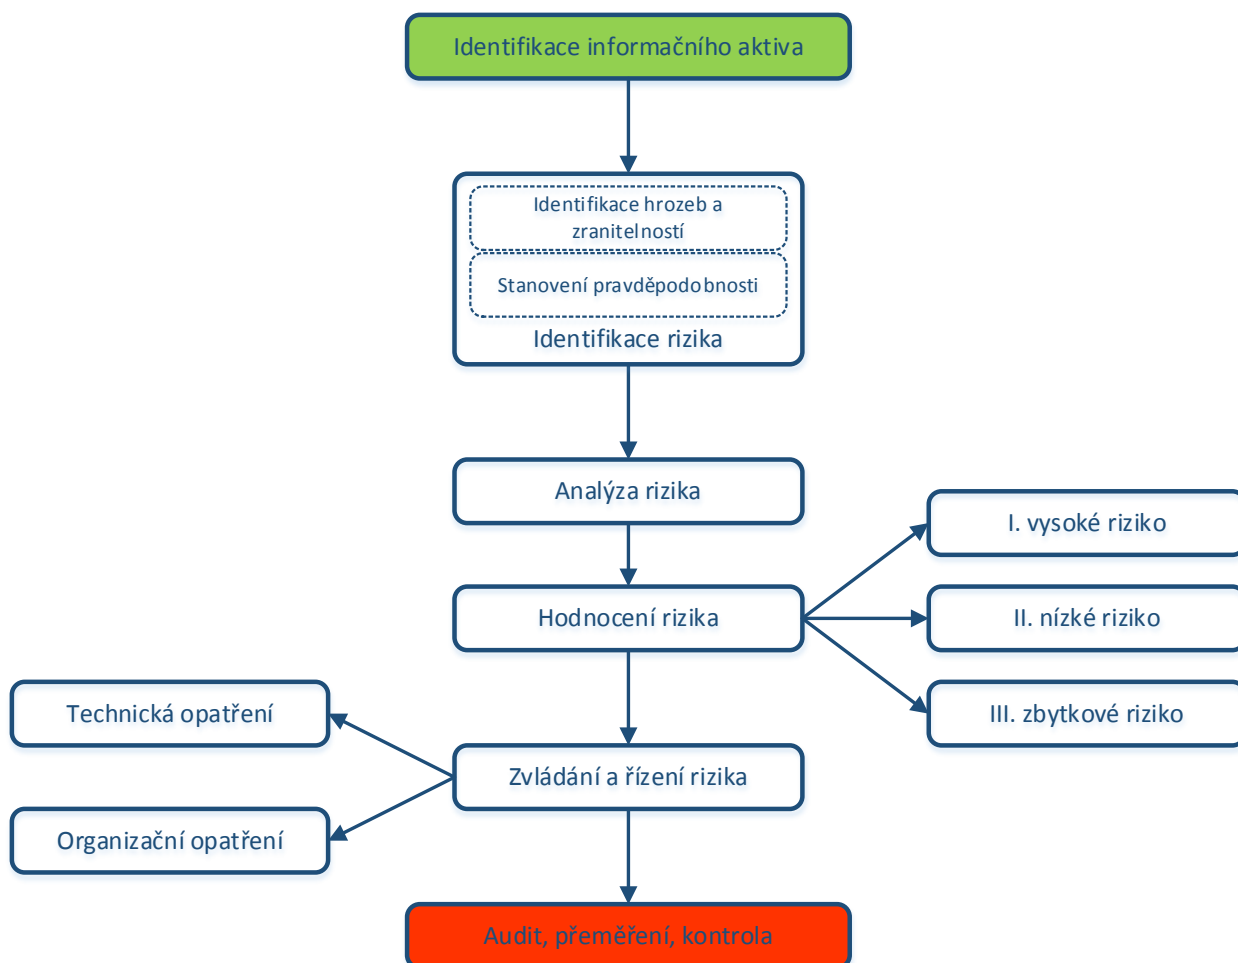 Identifikace informačního aktiva
Identifikace hrozeb a
zranitelností
Stanovení pravděpodobnosti
Identifikace rizika
Analýza rizika
I. vysoké riziko
Hodnocení rizika
II. nízké riziko
III. zbytkové riziko
Technická opatření
Zvládání a řízení rizika
Organizační opatření
Audit, přeměření, kontrola